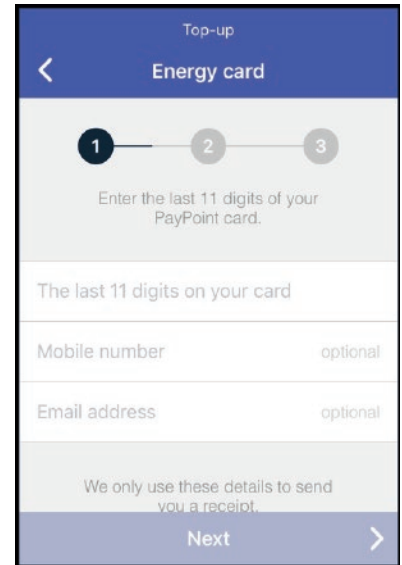 Top-up
Energy card
1
2
3
Enter the last 11 digits of your
PayPoint card.
The last 11 digits on your card
Mobile number optional
Email address optional
We only use these details to send
you a receipt.
Next